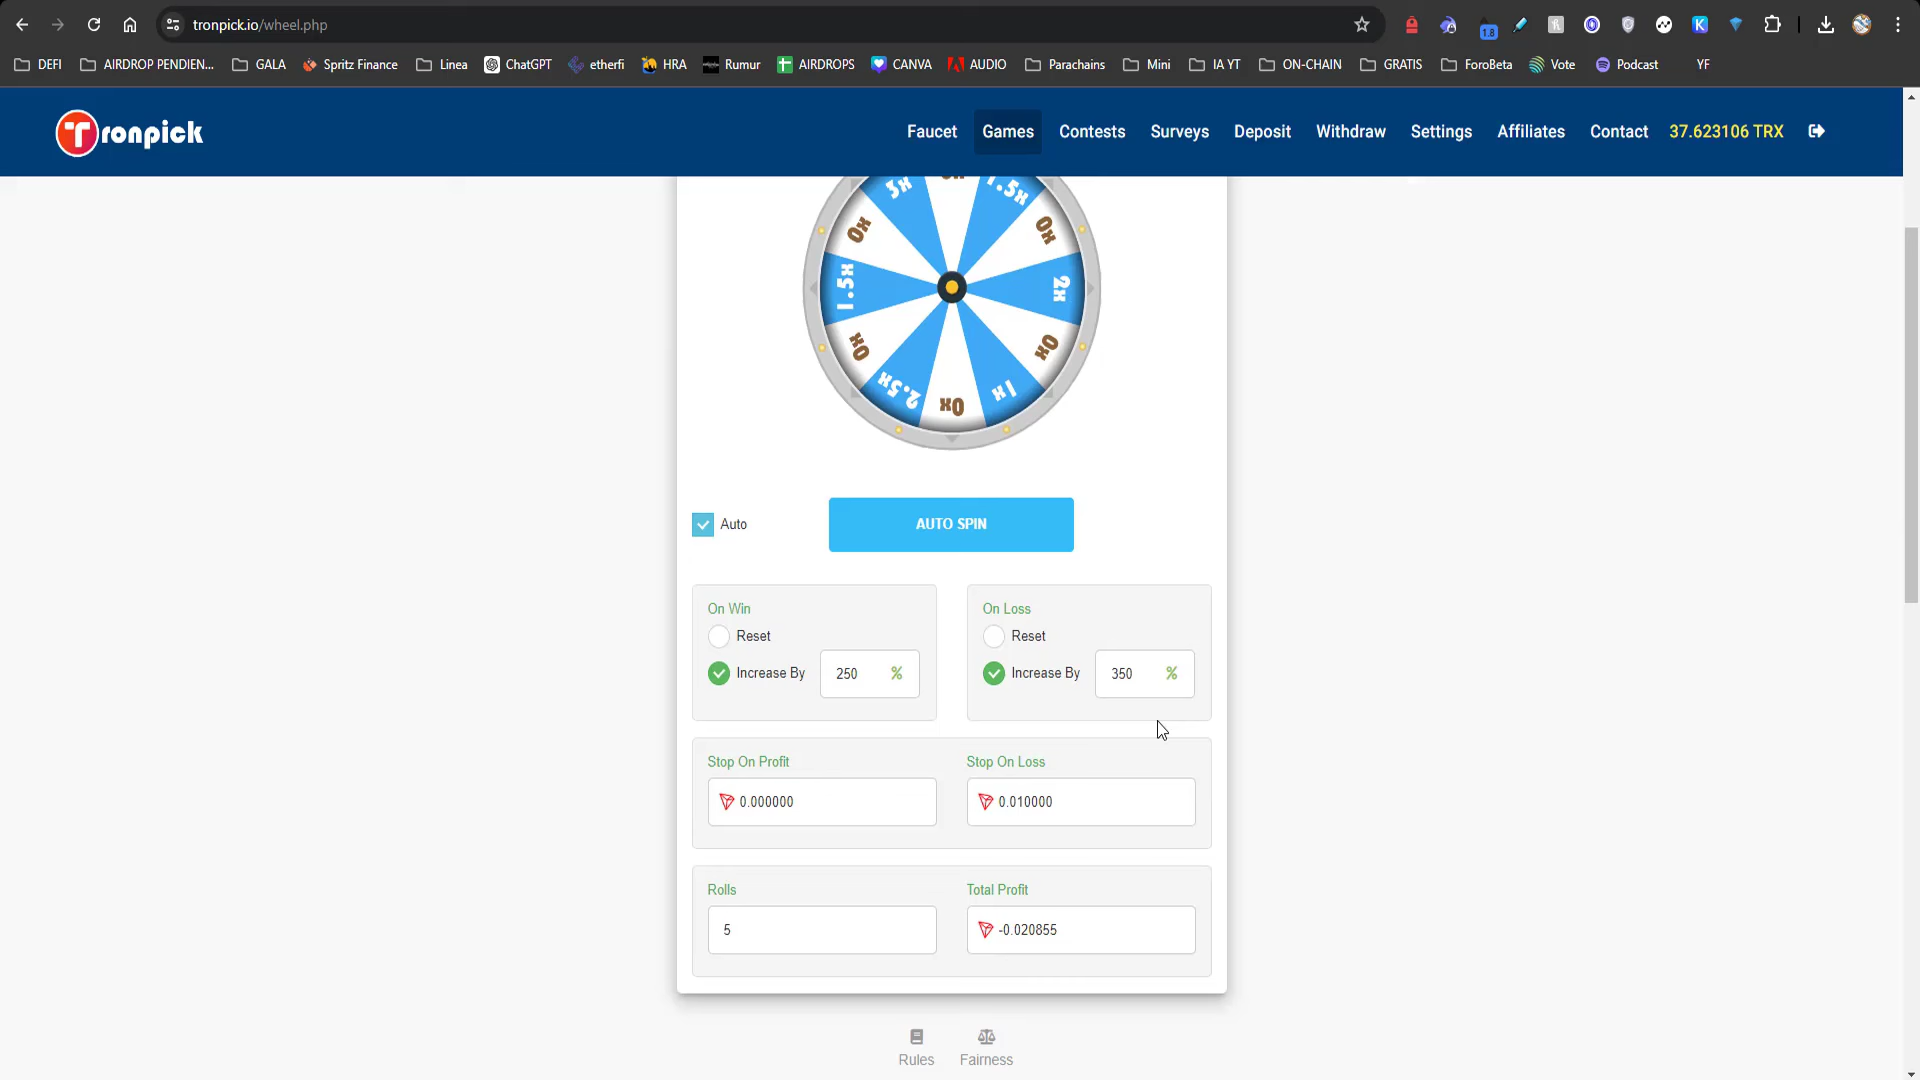 tronpick.io/wheel.php
1.8
DEFI AIRDROP PENDIEN... GALA Spritz Finance Linea ChatGPT etherfi HRA Rumur AIRDROPS CANVA AUDIO Parachains Mini IA YT ON-CHAIN GRATIS ForoBeta Vote Podcast YF
Tronpick Faucet Games Contests Surveys Deposit Withdraw Settings Affiliates Contact 37.623106 TRX
3x 0x 1.5x
0x 0x
1.5x 2x
0x 0x
2.5x 0x 1x
Auto AUTO SPIN
On Win On Loss
Reset Reset
Increase By 250 % Increase By 350 %
Stop On Profit Stop On Loss
0.000000 0.010000
Rolls Total Profit
5 -0.020855
Rules Fairness